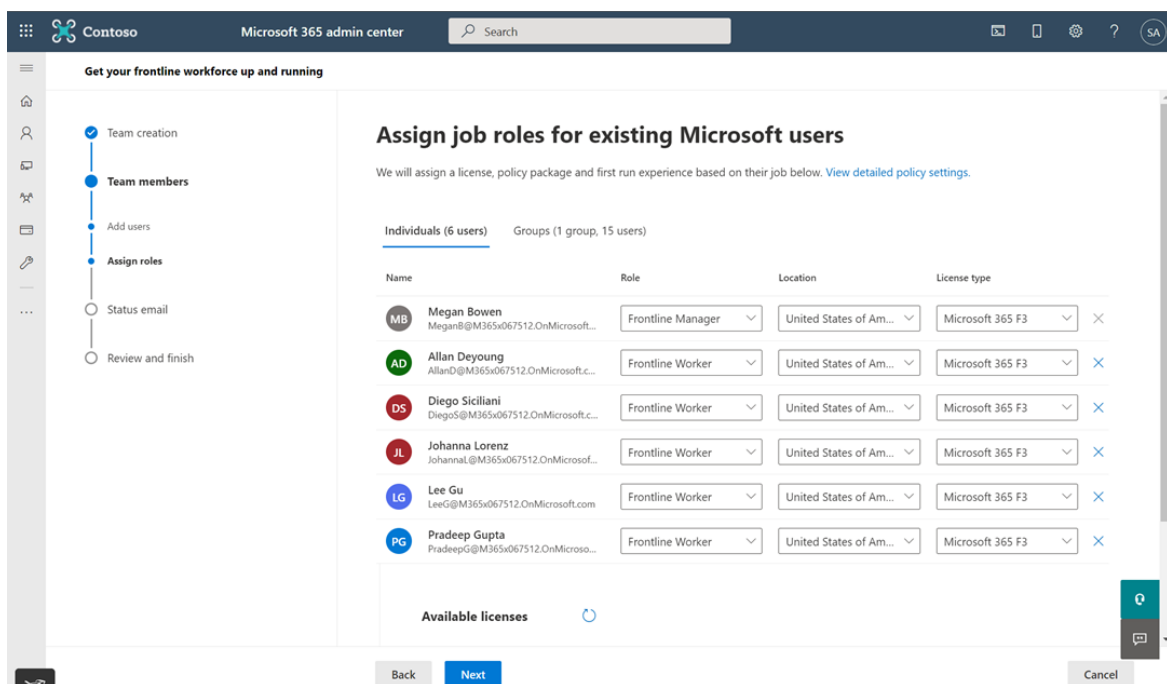 Contoso
Microsoft 365 admin center
Search
?
SA
Get your frontline workforce up and running
Team creation
Team members
Add users
Assign roles
Status email
Review and finish
Assign job roles for existing Microsoft users
We will assign a license, policy package and first run experience based on their job below. View detailed policy settings.
Individuals (6 users) Groups (1 group, 15 users)
Name Role Location License type
MB Megan Bowen
MeganB@M365x067512.OnMicrosoft...
Frontline Manager United States of Am... Microsoft 365 F3
AD Allan Deyoung
AllanD@M365x067512.OnMicrosoft.c...
Frontline Worker United States of Am... Microsoft 365 F3
DS Diego Siciliani
DiegoS@M365x067512.OnMicrosoft.c...
Frontline Worker United States of Am... Microsoft 365 F3
JL Johanna Lorenz
JohannaL@M365x067512.OnMicrosof...
Frontline Worker United States of Am... Microsoft 365 F3
LG Lee Gu
LeeG@M365x067512.OnMicrosoft.com
Frontline Worker United States of Am... Microsoft 365 F3
PG Pradeep Gupta
PradeepG@M365x067512.OnMicroso...
Frontline Worker United States of Am... Microsoft 365 F3
Available licenses
Back Next Cancel